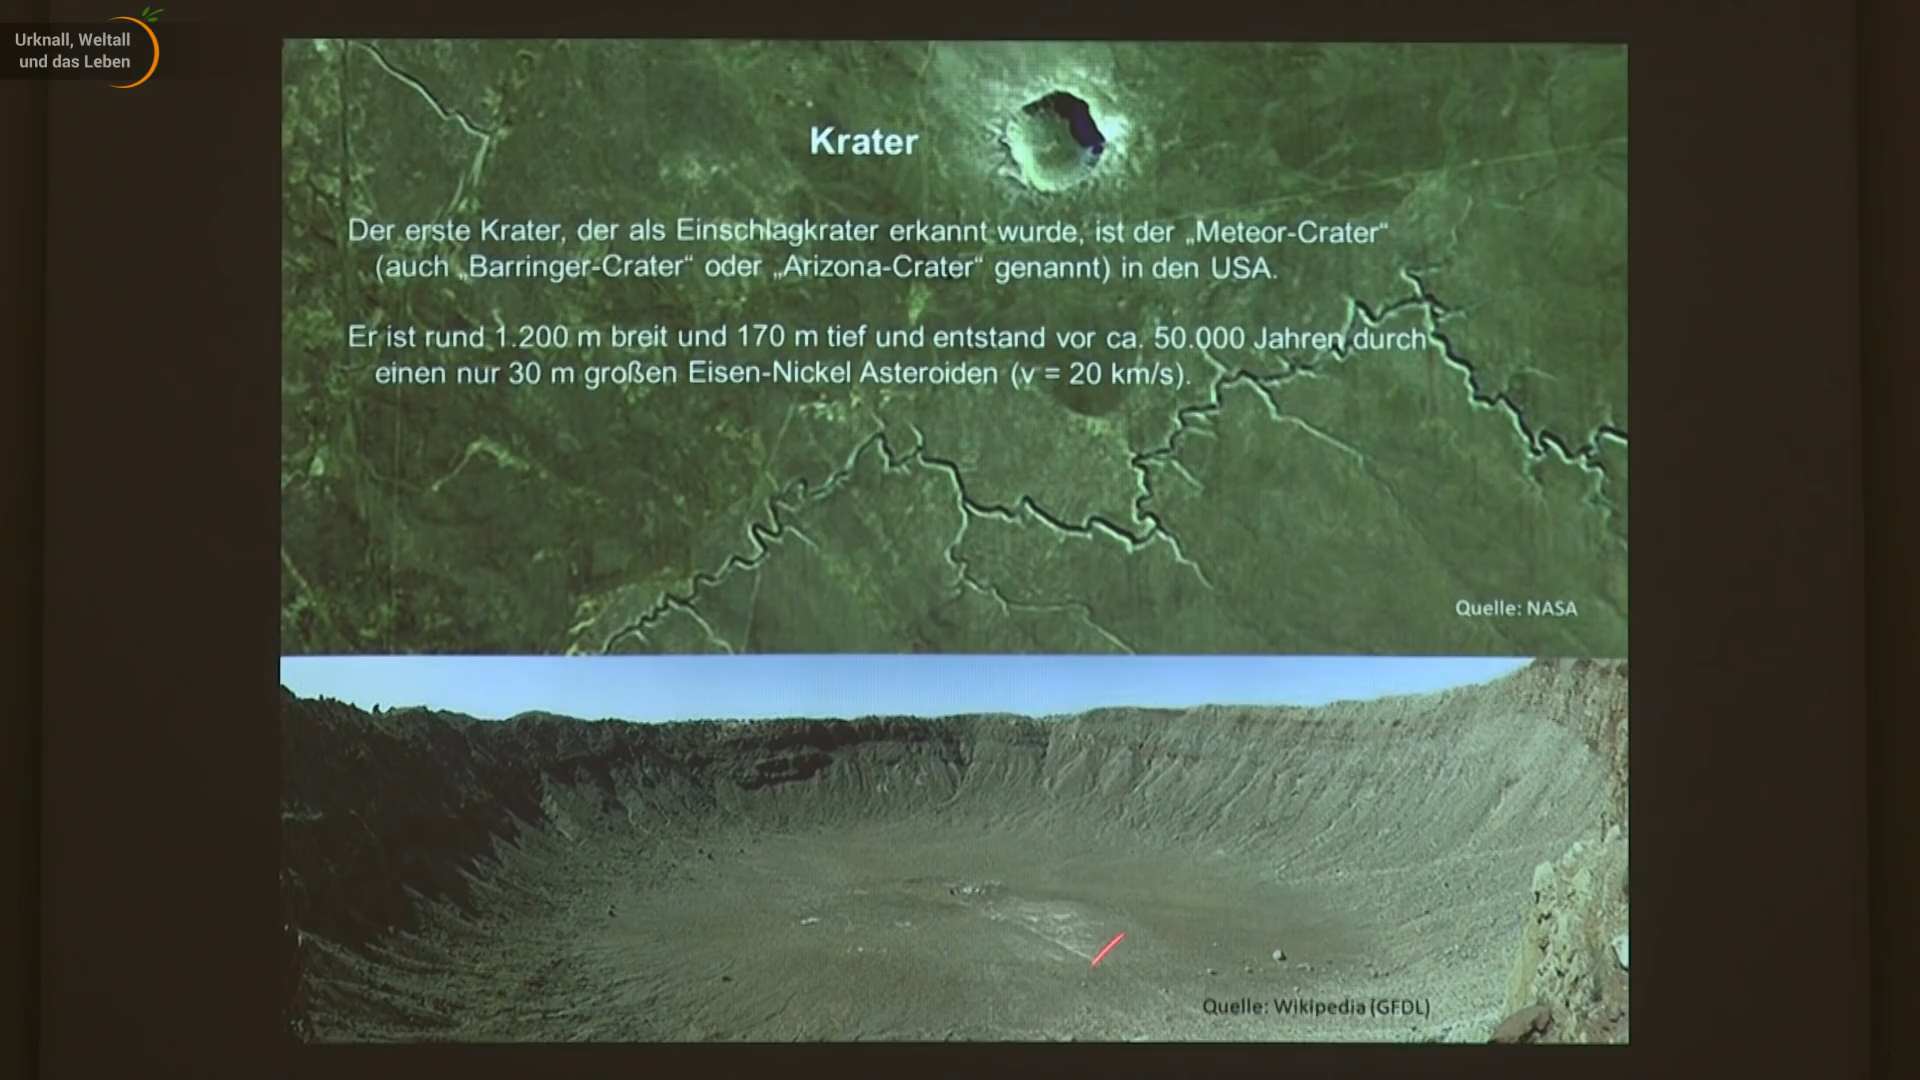 Urknall, Weltall
und das Leben
Krater
Der erste Krater, der als Einschlagkrater erkannt wurde, ist der „Meteor-Crater“
(auch „Barringer-Crater“ oder „Arizona-Crater“ genannt) in den USA.
Er ist rund 1.200 m breit und 170 m tief und entstand vor ca. 50.000 Jahren durch
einen nur 30 m großen Eisen-Nickel Asteroiden (v = 20 km/s).
Quelle: NASA
Quelle: Wikipedia (GFDL)